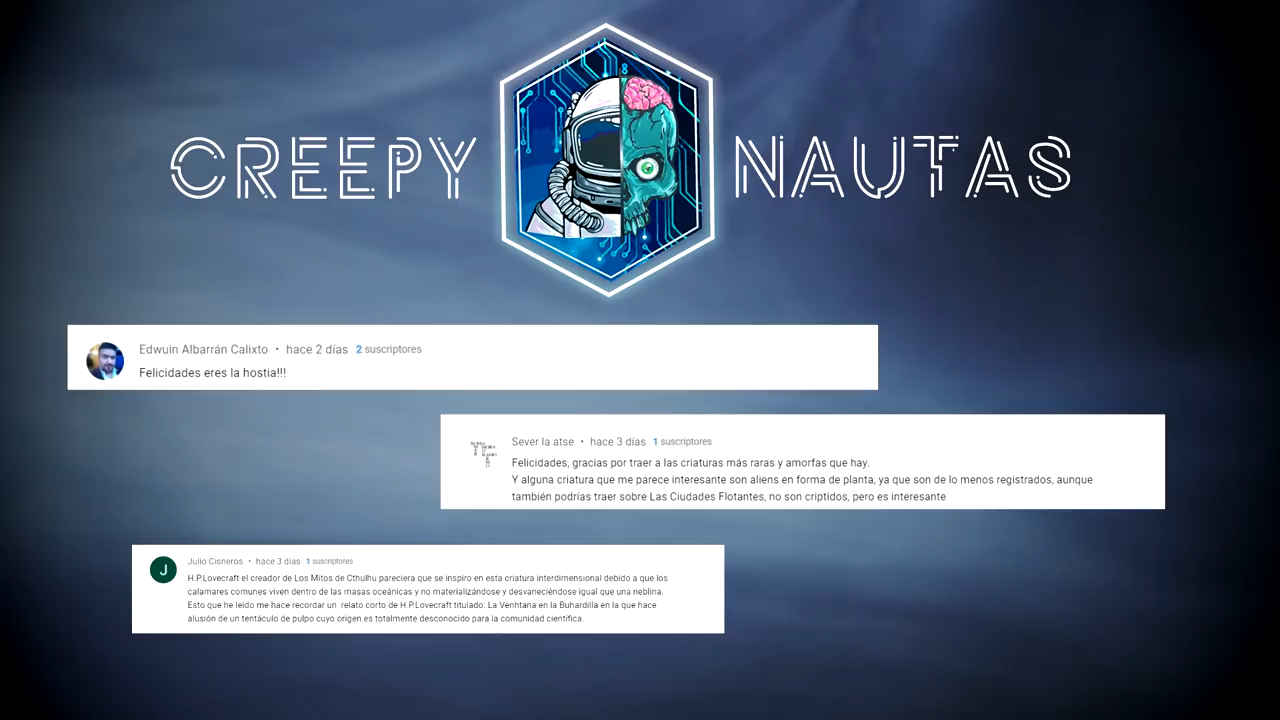 CREEPY NAUTAS
Edwuin Albarrán Calixto • hace 2 días 2 suscriptores
Felicidades eres la hostia!!!
Sever la atse • hace 3 días 1 suscriptores
Felicidades, gracias por traer a las criaturas más raras y amorfas que hay.
Y alguna criatura que me parece interesante son aliens en forma de planta, ya que son de lo menos registrados, aunque
también podrías traer sobre Las Ciudades Flotantes, no son criptidos, pero es interesante
J
Julio Cisneros • hace 3 días 1 suscriptores
H.P.Lovecraft el creador de Los Mitos de Cthulhu pareciera que se inspiro en esta criatura interdimensional debido a que los
calamares comunes viven dentro de las masas oceánicas y no materializándose y desvaneciéndose igual que una neblina.
Esto que he leído me hace recordar un relato corto de H.P.Lovecraft titulado: La Venhtana en la Buhardilla en la que hace
alusión de un tentáculo de pulpo cuyo origen es totalmente desconocido para la comunidad científica.